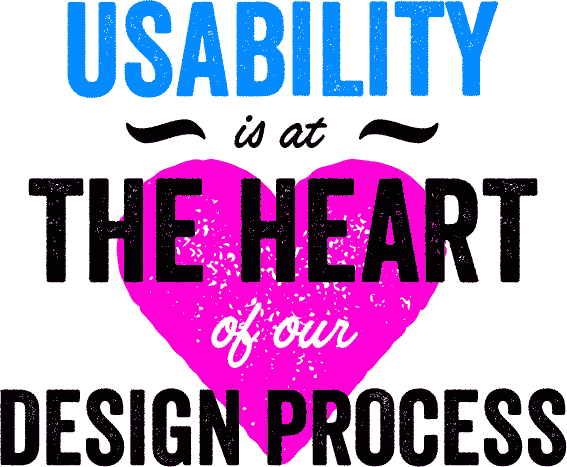 USABILITY
is at
THE HEART
of our
DESIGN PROCESS